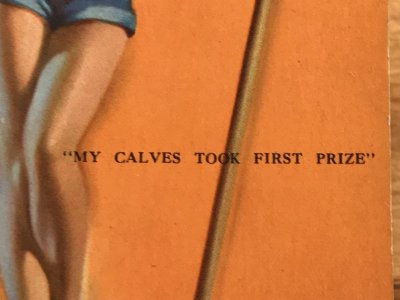 "MY CALVES TOOK FIRST PRIZE"